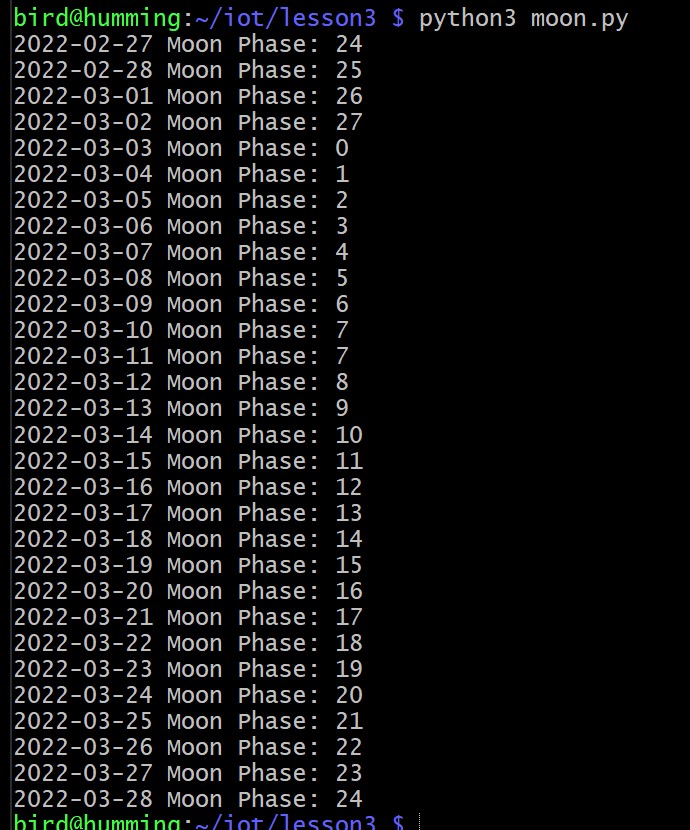 bird@humming:~/iot/lesson3 $ python3 moon.py
2022-02-27 Moon Phase: 24
2022-02-28 Moon Phase: 25
2022-03-01 Moon Phase: 26
2022-03-02 Moon Phase: 27
2022-03-03 Moon Phase: 0
2022-03-04 Moon Phase: 1
2022-03-05 Moon Phase: 2
2022-03-06 Moon Phase: 3
2022-03-07 Moon Phase: 4
2022-03-08 Moon Phase: 5
2022-03-09 Moon Phase: 6
2022-03-10 Moon Phase: 7
2022-03-11 Moon Phase: 7
2022-03-12 Moon Phase: 8
2022-03-13 Moon Phase: 9
2022-03-14 Moon Phase: 10
2022-03-15 Moon Phase: 11
2022-03-16 Moon Phase: 12
2022-03-17 Moon Phase: 13
2022-03-18 Moon Phase: 14
2022-03-19 Moon Phase: 15
2022-03-20 Moon Phase: 16
2022-03-21 Moon Phase: 17
2022-03-22 Moon Phase: 18
2022-03-23 Moon Phase: 19
2022-03-24 Moon Phase: 20
2022-03-25 Moon Phase: 21
2022-03-26 Moon Phase: 22
2022-03-27 Moon Phase: 23
2022-03-28 Moon Phase: 24
bird@humming:~/iot/lesson3 $